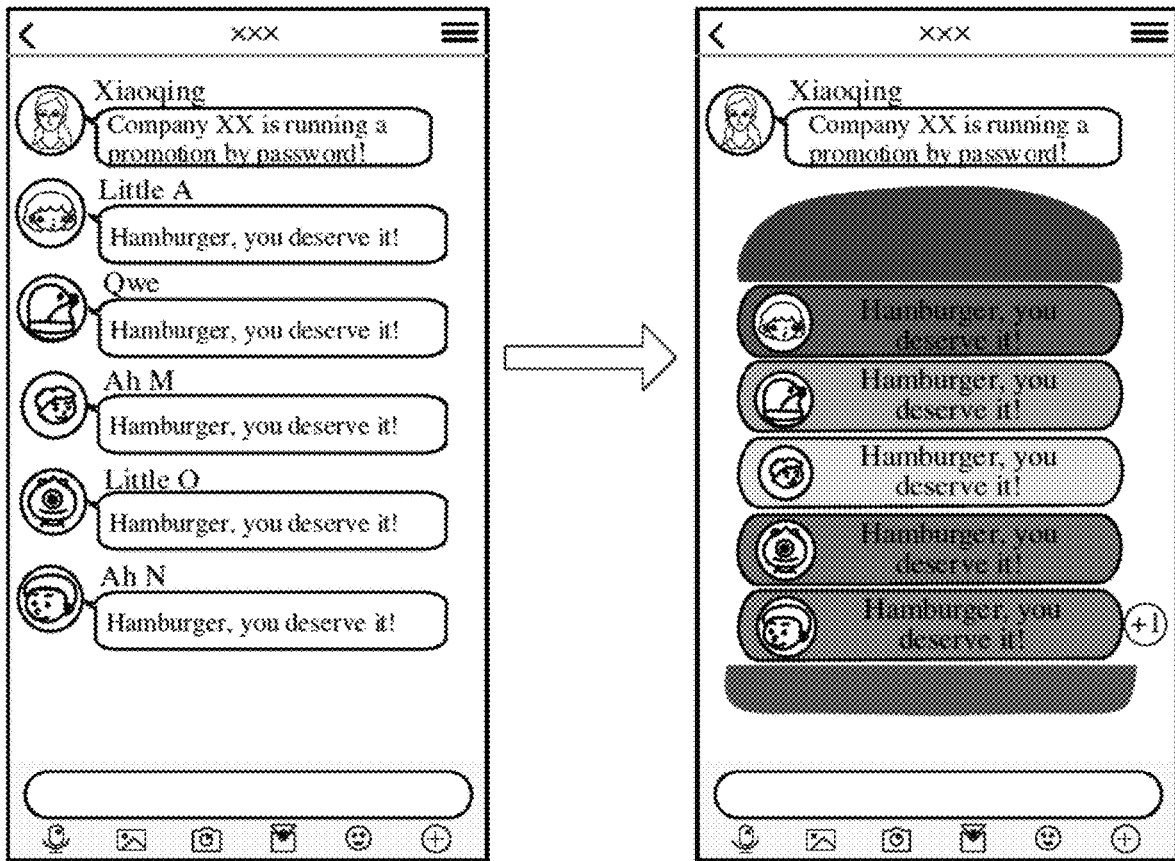 ×××
Xiaoqing
Company XX is running a
promotion by password!
Little A
Hamburger, you deserve it!
Qwe
Hamburger, you deserve it!
Ah M
Hamburger, you deserve it!
Little O
Hamburger, you deserve it!
Ah N
Hamburger, you deserve it!
×××
Xiaoqing
Company XX is running a
promotion by password!
Hamburger, you
deserve it!
Hamburger, you
deserve it!
Hamburger, you
deserve it!
Hamburger, you
deserve it!
Hamburger, you
deserve it!
+1